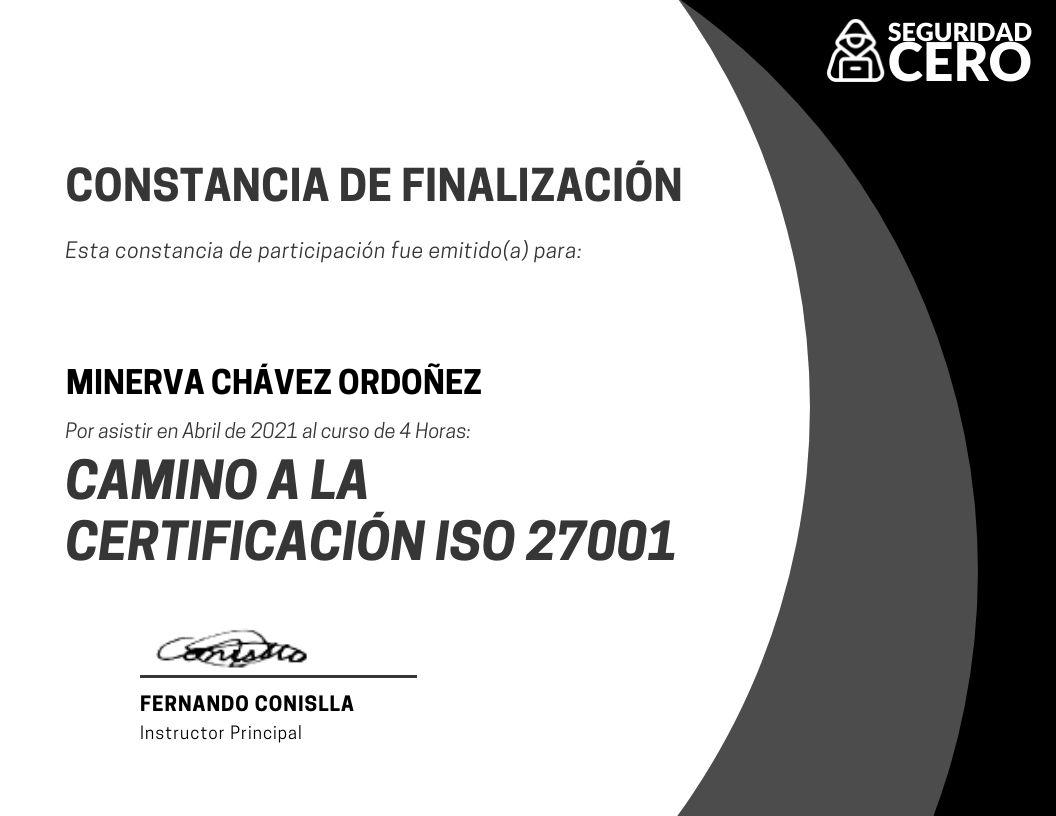 SEGURIDAD
CERO
CONSTANCIA DE FINALIZACIÓN
Esta constancia de participación fue emitido(a) para:
MINERVA CHÁVEZ ORDOÑEZ
Por asistir en Abril de 2021 al curso de 4 Horas:
CAMINO A LA
CERTIFICACIÓN ISO 27001
Conislla
FERNANDO CONISLLA
Instructor Principal